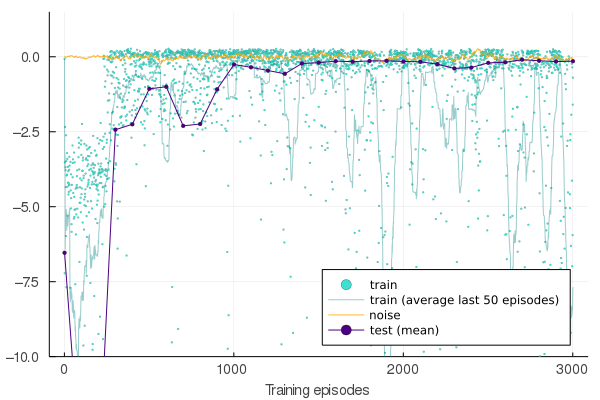 0.0
−2.5
−5.0
−7.5
−10.0
0
1000
2000
3000
Training episodes
train
train (average last 50 episodes)
noise
test (mean)